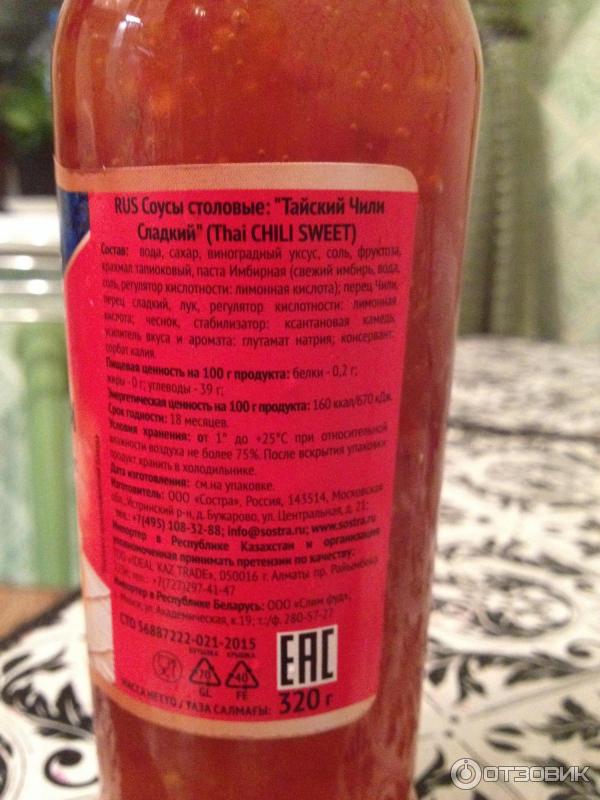 RUS Соусы столовые: "Тайский Чили
Сладкий" (Thai CHILI SWEET)
Состав: вода, сахар, виноградный уксус, соль, фруктоза,
крахмал тапиоковый, паста Имбирная (свежий имбирь, вода,
соль, регулятор кислотности: лимонная кислота); перец Чили,
перец сладкий, лук, регулятор кислотности: лимонная
кислота; чеснок, стабилизатор: ксантановая камедь,
усилитель вкуса и аромата: глутамат натрия; консервант:
сорбат калия.
Пищевая ценность на 100 г продукта: белки - 0,2 г;
жиры - 0 г; углеводы - 39 г;
Энергетическая ценность на 100 г продукта: 160 ккал/670 кДж.
Срок годности: 18 месяцев.
Условия хранения: от 1° до +25°С при относительной
влажности воздуха не более 75%. После вскрытия упаковки
продукт хранить в холодильнике.
Дата изготовления: см.на упаковке.
Изготовитель: ООО «Состра», Россия, 143514, Московская
обл., Истринский р-н, д. Бужарово, ул. Центральная, д. 21;
тел.: +7(495) 108-32-88; info@sostra.ru; www.sostra.ru
Импортер в Республике Казахстан и организация
уполномоченная принимать претензии по качеству:
ТОО «IDEAL KAZ TRADE», 050016 г. Алматы пр. Райымбека
тел.: +7(727)297-41-47
Импортер в Республике Беларусь: ООО «Слим фуд»,
г. Минск, ул. Академическая, к.19; т./ф. 280-57-27
СТО 56887222-021-2015
БУТЫЛКА КРЫШКА
70 40
GL FE
EAC
МАССА НЕТТО / ТАЗА САЛМАҒЫ: 320 г
ОТЗОВИК